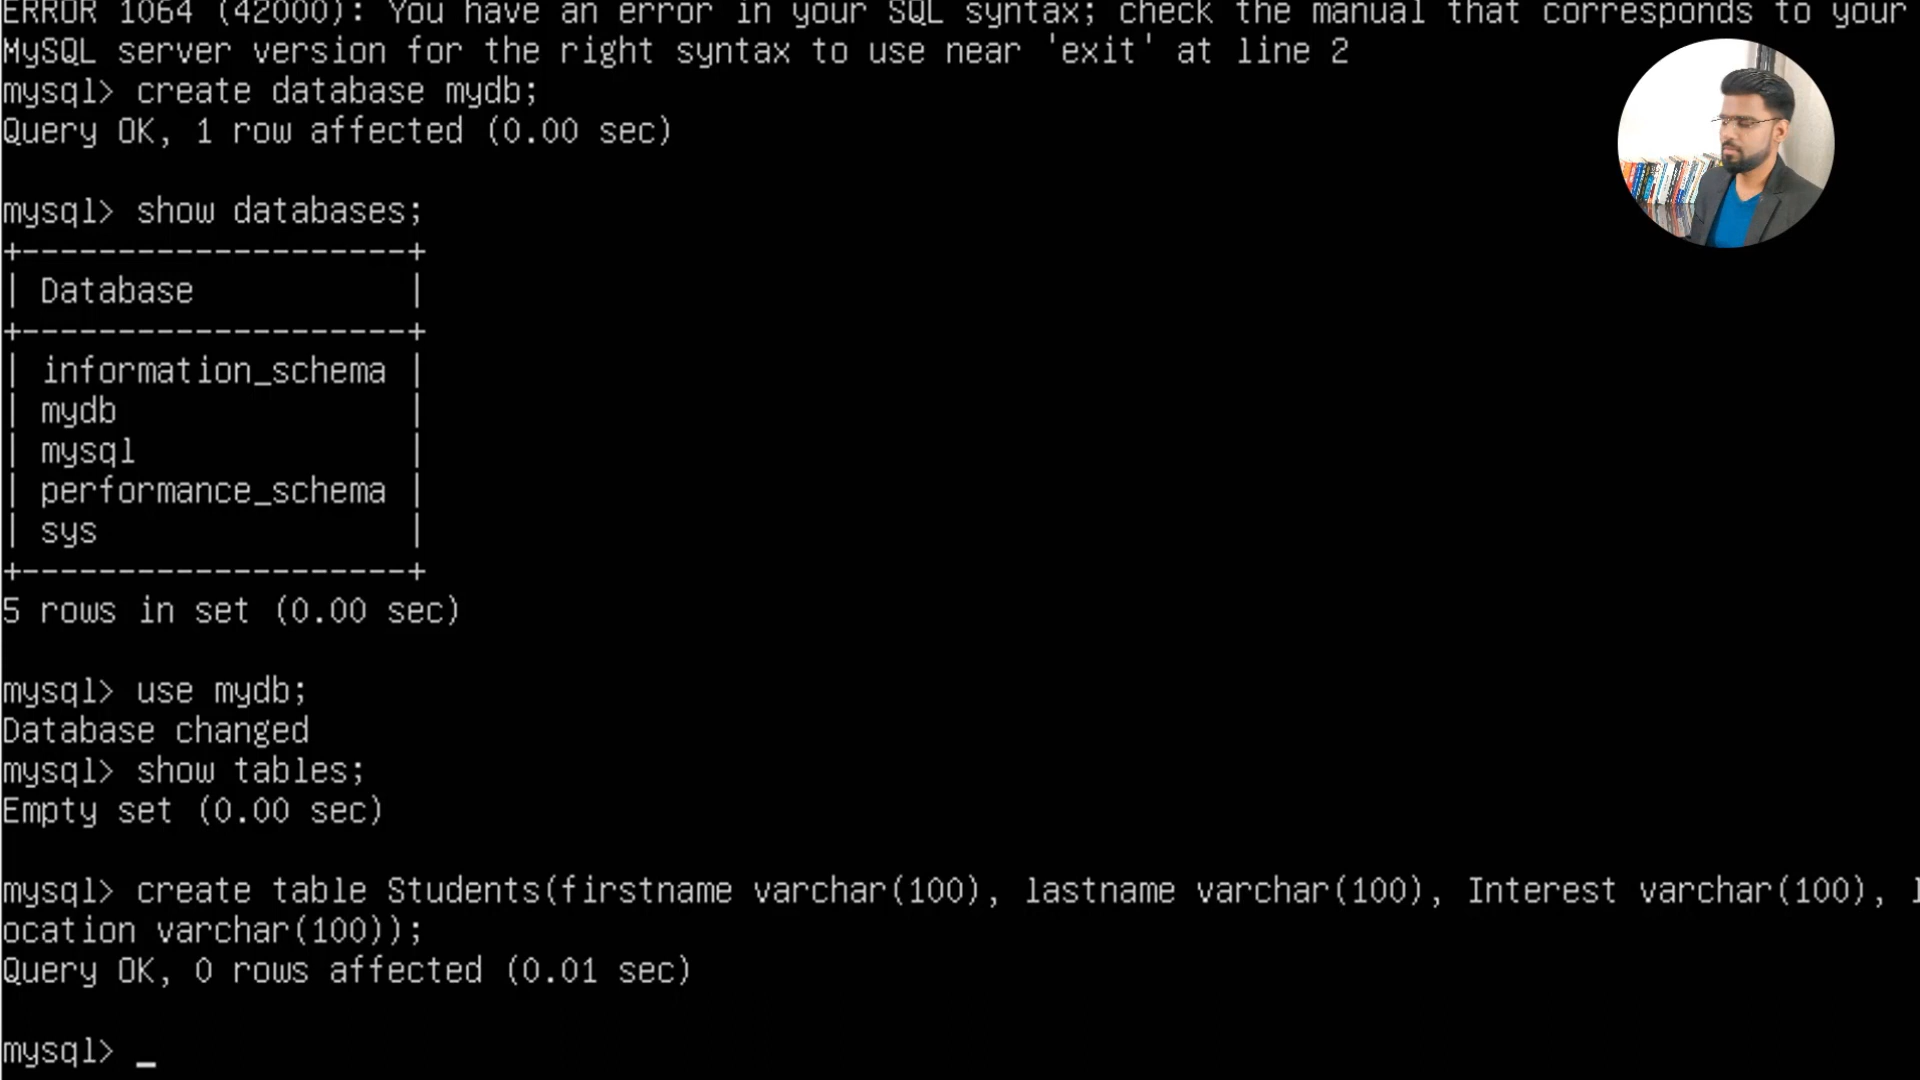 ERROR 1064 (42000): You have an error in your SQL syntax; check the manual that corresponds to your
MySQL server version for the right syntax to use near 'exit' at line 2
mysql> create database mydb;
Query OK, 1 row affected (0.00 sec)
mysql> show databases;
+--------------------+
| Database           |
+--------------------+
| information_schema |
| mydb               |
| mysql              |
| performance_schema |
| sys                |
+--------------------+
5 rows in set (0.00 sec)
mysql> use mydb;
Database changed
mysql> show tables;
Empty set (0.00 sec)
mysql> create table Students(firstname varchar(100), lastname varchar(100), Interest varchar(100), l
ocation varchar(100));
Query OK, 0 rows affected (0.01 sec)
mysql> _